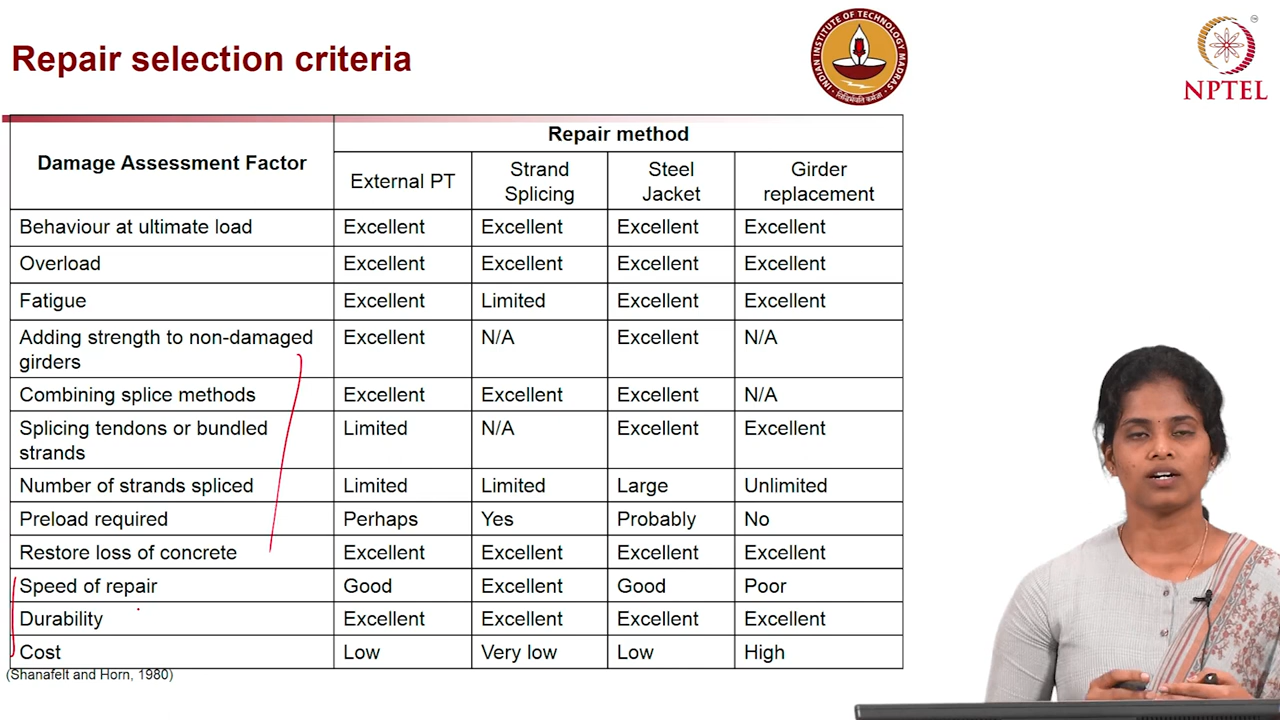 Repair selection criteria
INDIAN INSTITUTE OF TECHNOLOGY MADRAS
NPTEL
Damage Assessment Factor
Repair method
External PT
Strand
Splicing
Steel
Jacket
Girder
replacement
Behaviour at ultimate load Excellent Excellent Excellent Excellent
Overload Excellent Excellent Excellent Excellent
Fatigue Excellent Limited Excellent Excellent
Adding strength to non-damaged Excellent N/A Excellent N/A
girders
Combining splice methods Excellent Excellent Excellent N/A
Splicing tendons or bundled Limited N/A Excellent Excellent
strands
Number of strands spliced Limited Limited Large Unlimited
Preload required Perhaps Yes Probably No
Restore loss of concrete Excellent Excellent Excellent Excellent
Speed of repair Good Excellent Good Poor
Durability Excellent Excellent Excellent Excellent
Cost Low Very low Low High
(Shanafelt and Horn, 1980)